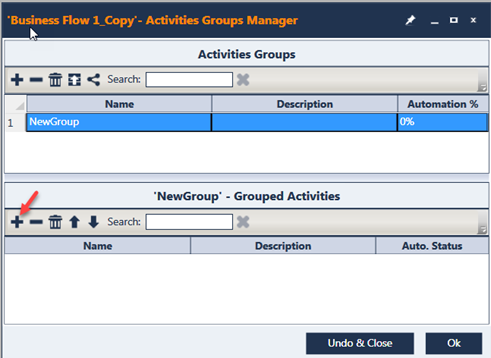 'Business Flow 1_Copy'- Activities Groups Manager
Activities Groups
Search:
Name Description Automation %
1 NewGroup 0%
'NewGroup' - Grouped Activities
Search:
Name Description Auto. Status
Undo & Close Ok